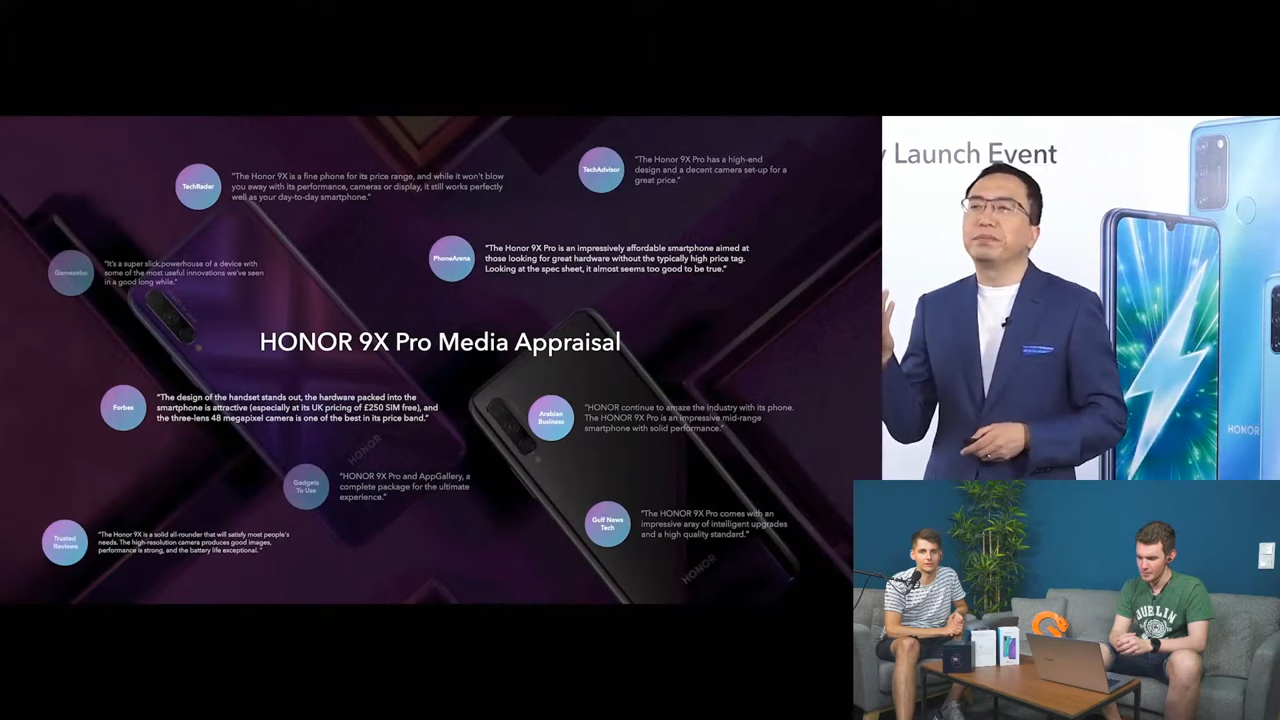 TechRadar
"The Honor 9X is a fine phone for its price range, and while it won't blow
you away with its performance, cameras or display, it still works perfectly
well as your day-to-day smartphone."
TechAdvisor
"The Honor 9X Pro has a high-end
design and a decent camera set-up for a
great price."
Launch Event
Gamezebo
"It's a super slick,powerhouse of a device with
some of the most useful innovations we've seen
in a good long while."
PhoneArena
"The Honor 9X Pro is an impressively affordable smartphone aimed at
those looking for great hardware without the typically high price tag.
Looking at the spec sheet, it almost seems too good to be true."
HONOR 9X Pro Media Appraisal
Forbes
"The design of the handset stands out, the hardware packed into the
smartphone is attractive (especially at its UK pricing of £250 SIM free), and
the three-lens 48 megapixel camera is one of the best in its price band."
Arabian
Business
"HONOR continue to amaze the industry with its phone.
The HONOR 9X Pro is an impressive mid-range
smartphone with solid performance."
HONOR
HONOR
Gadgets
To Use
"HONOR 9X Pro and AppGallery, a
complete package for the ultimate
experience."
Gulf News
Tech
"The HONOR 9X Pro comes with an
impressive aray of intelligent upgrades
and a high quality standard."
Trusted
Reviews
"The Honor 9X is a solid all-rounder that will satisfy most people's
needs. The high-resolution camera produces good images,
performance is strong, and the battery life exceptional. "
HONOR
DUBLIN